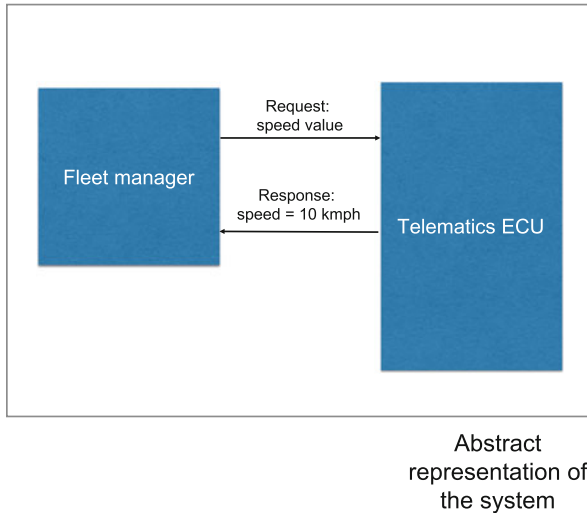 Request:
speed value
Fleet manager
Response:
speed = 10 kmph
Telematics ECU
Abstract
representation of
the system